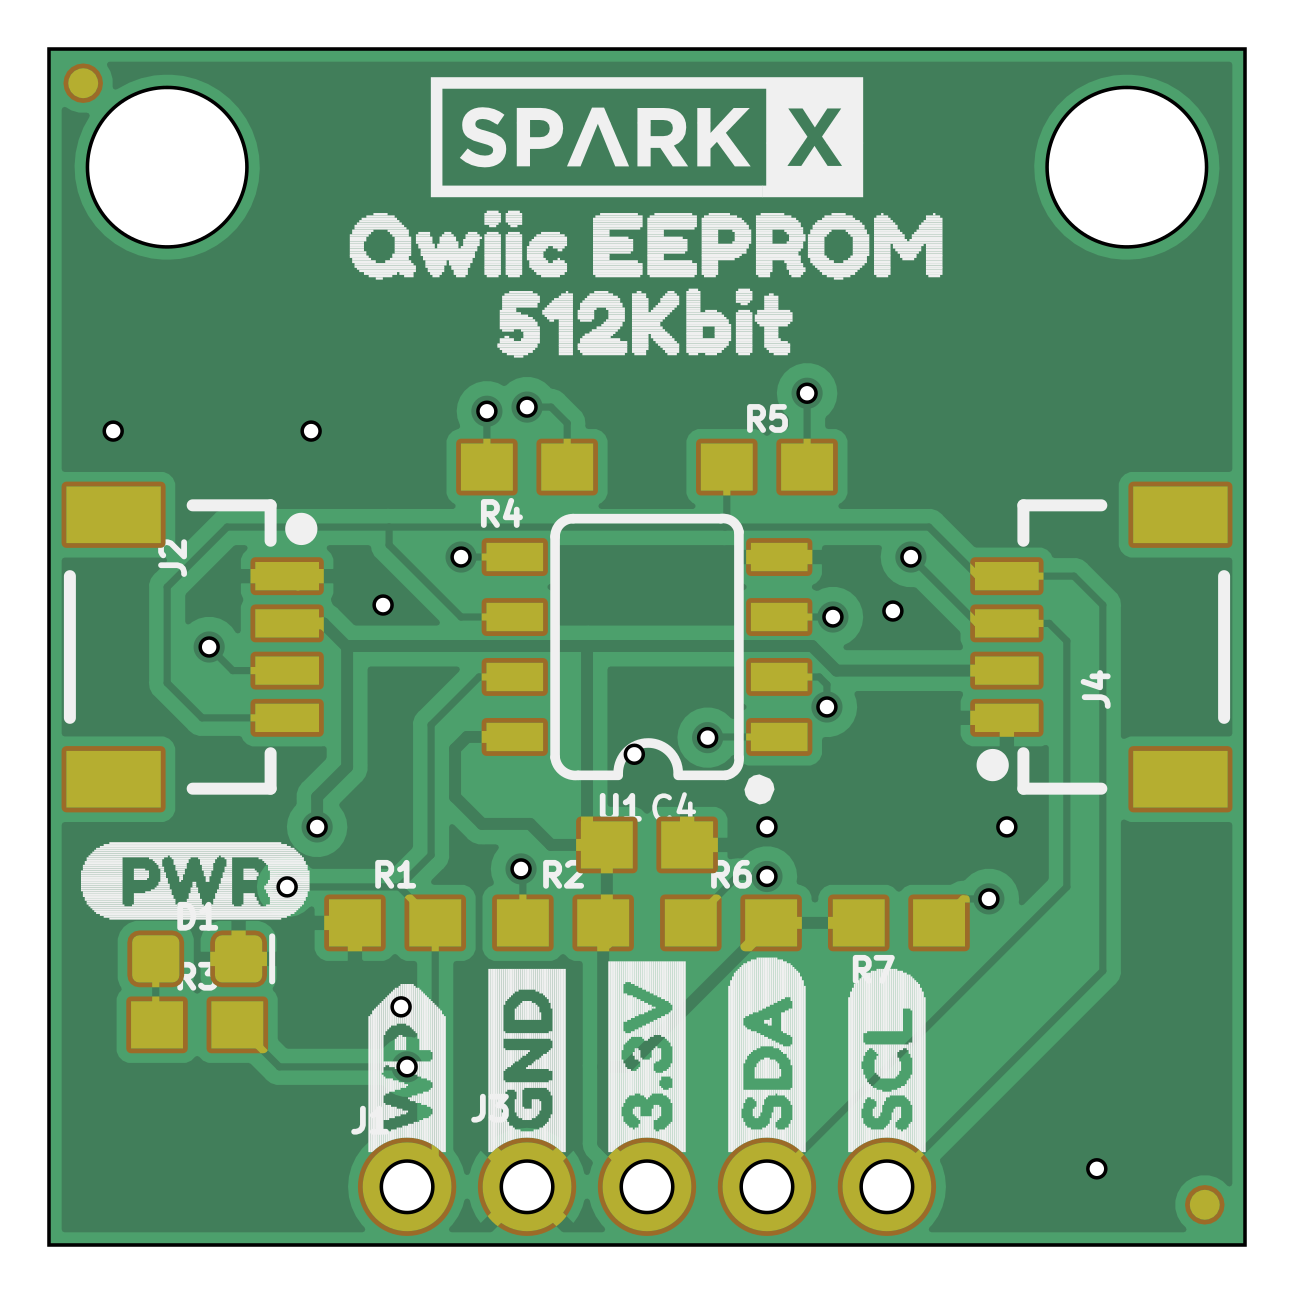 SPARK X
Qwiic EEPROM
512Kbit
R5
R4
J2
J4
U1 C4
PWR
R1
R2
R6
D1
R3
R7
WP
GND
3.3V
SDA
SCL
J3